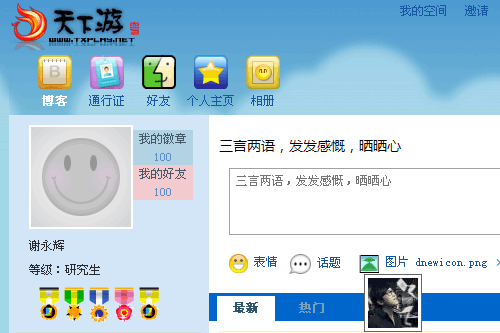 我的空间 邀请
天下游
WWW.TXPLAY.NET
博客 通行证 好友 个人主页 相册
我的徽章
100
我的好友
100
谢永辉
等级：研究生
三言两语，发发感慨，晒晒心
三言两语，发发感慨，晒晒心
表情 话题 图片 dnewicon.png
最新 热门